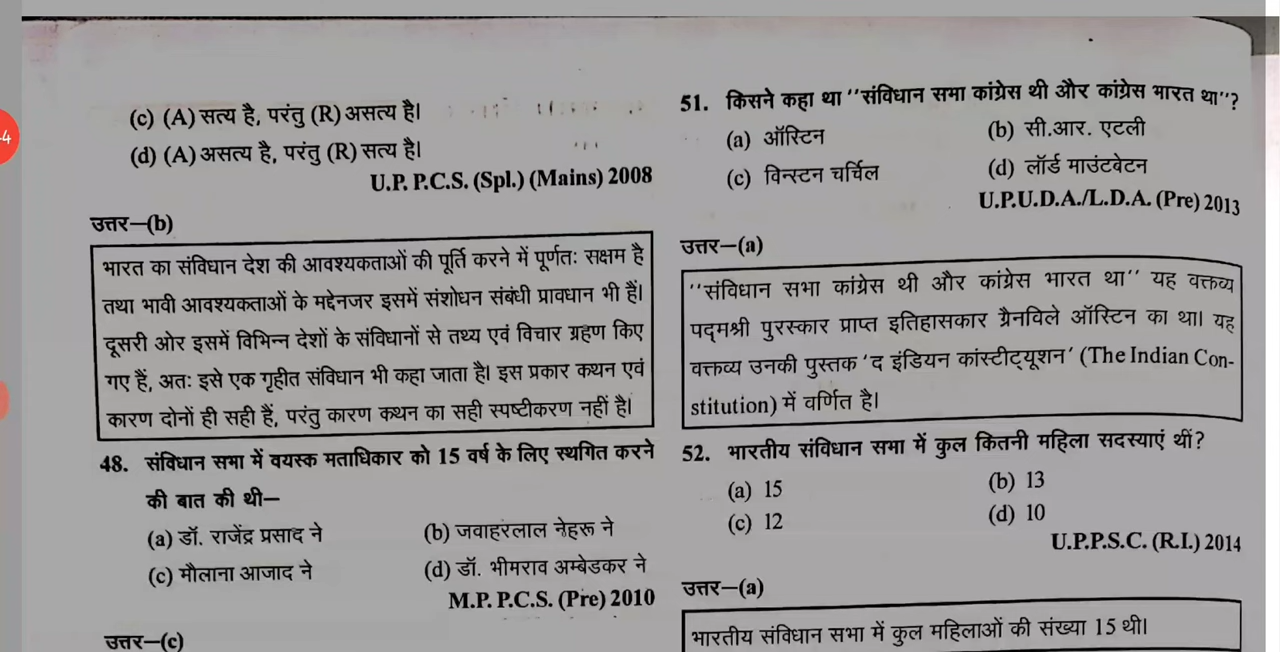 4
(c) (A) सत्य है, परंतु (R) असत्य है।
(d) (A) असत्य है, परंतु (R) सत्य है।
U.P. P.C.S. (Spl.) (Mains) 2008
उत्तर–(b)
भारत का संविधान देश की आवश्यकताओं की पूर्ति करने में पूर्णतः सक्षम है
तथा भावी आवश्यकताओं के मद्देनजर इसमें संशोधन संबंधी प्रावधान भी हैं।
दूसरी ओर इसमें विभिन्न देशों के संविधानों से तथ्य एवं विचार ग्रहण किए
गए हैं, अतः इसे एक गृहीत संविधान भी कहा जाता है। इस प्रकार कथन एवं
कारण दोनों ही सही हैं, परंतु कारण कथन का सही स्पष्टीकरण नहीं है।
48. संविधान सभा में वयस्क मताधिकार को 15 वर्ष के लिए स्थगित करने
की बात की थी–
(a) डॉ. राजेंद्र प्रसाद ने (b) जवाहरलाल नेहरू ने
(c) मौलाना आजाद ने (d) डॉ. भीमराव अम्बेडकर ने
M.P. P.C.S. (Pre) 2010
उत्तर–(c)
51. किसने कहा था ''संविधान सभा कांग्रेस थी और कांग्रेस भारत था''?
(a) ऑस्टिन (b) सी.आर. एटली
(c) विन्स्टन चर्चिल (d) लॉर्ड माउंटबेटन
U.P.U.D.A./L.D.A. (Pre) 2013
उत्तर–(a)
''संविधान सभा कांग्रेस थी और कांग्रेस भारत था'' यह वक्तव्य
पद्मश्री पुरस्कार प्राप्त इतिहासकार ग्रैनविले ऑस्टिन का था। यह
वक्तव्य उनकी पुस्तक 'द इंडियन कांस्टीट्यूशन' (The Indian Con-
stitution) में वर्णित है।
52. भारतीय संविधान सभा में कुल कितनी महिला सदस्याएं थीं?
(a) 15 (b) 13
(c) 12 (d) 10
U.P.P.S.C. (R.I.) 2014
उत्तर–(a)
भारतीय संविधान सभा में कुल महिलाओं की संख्या 15 थी।